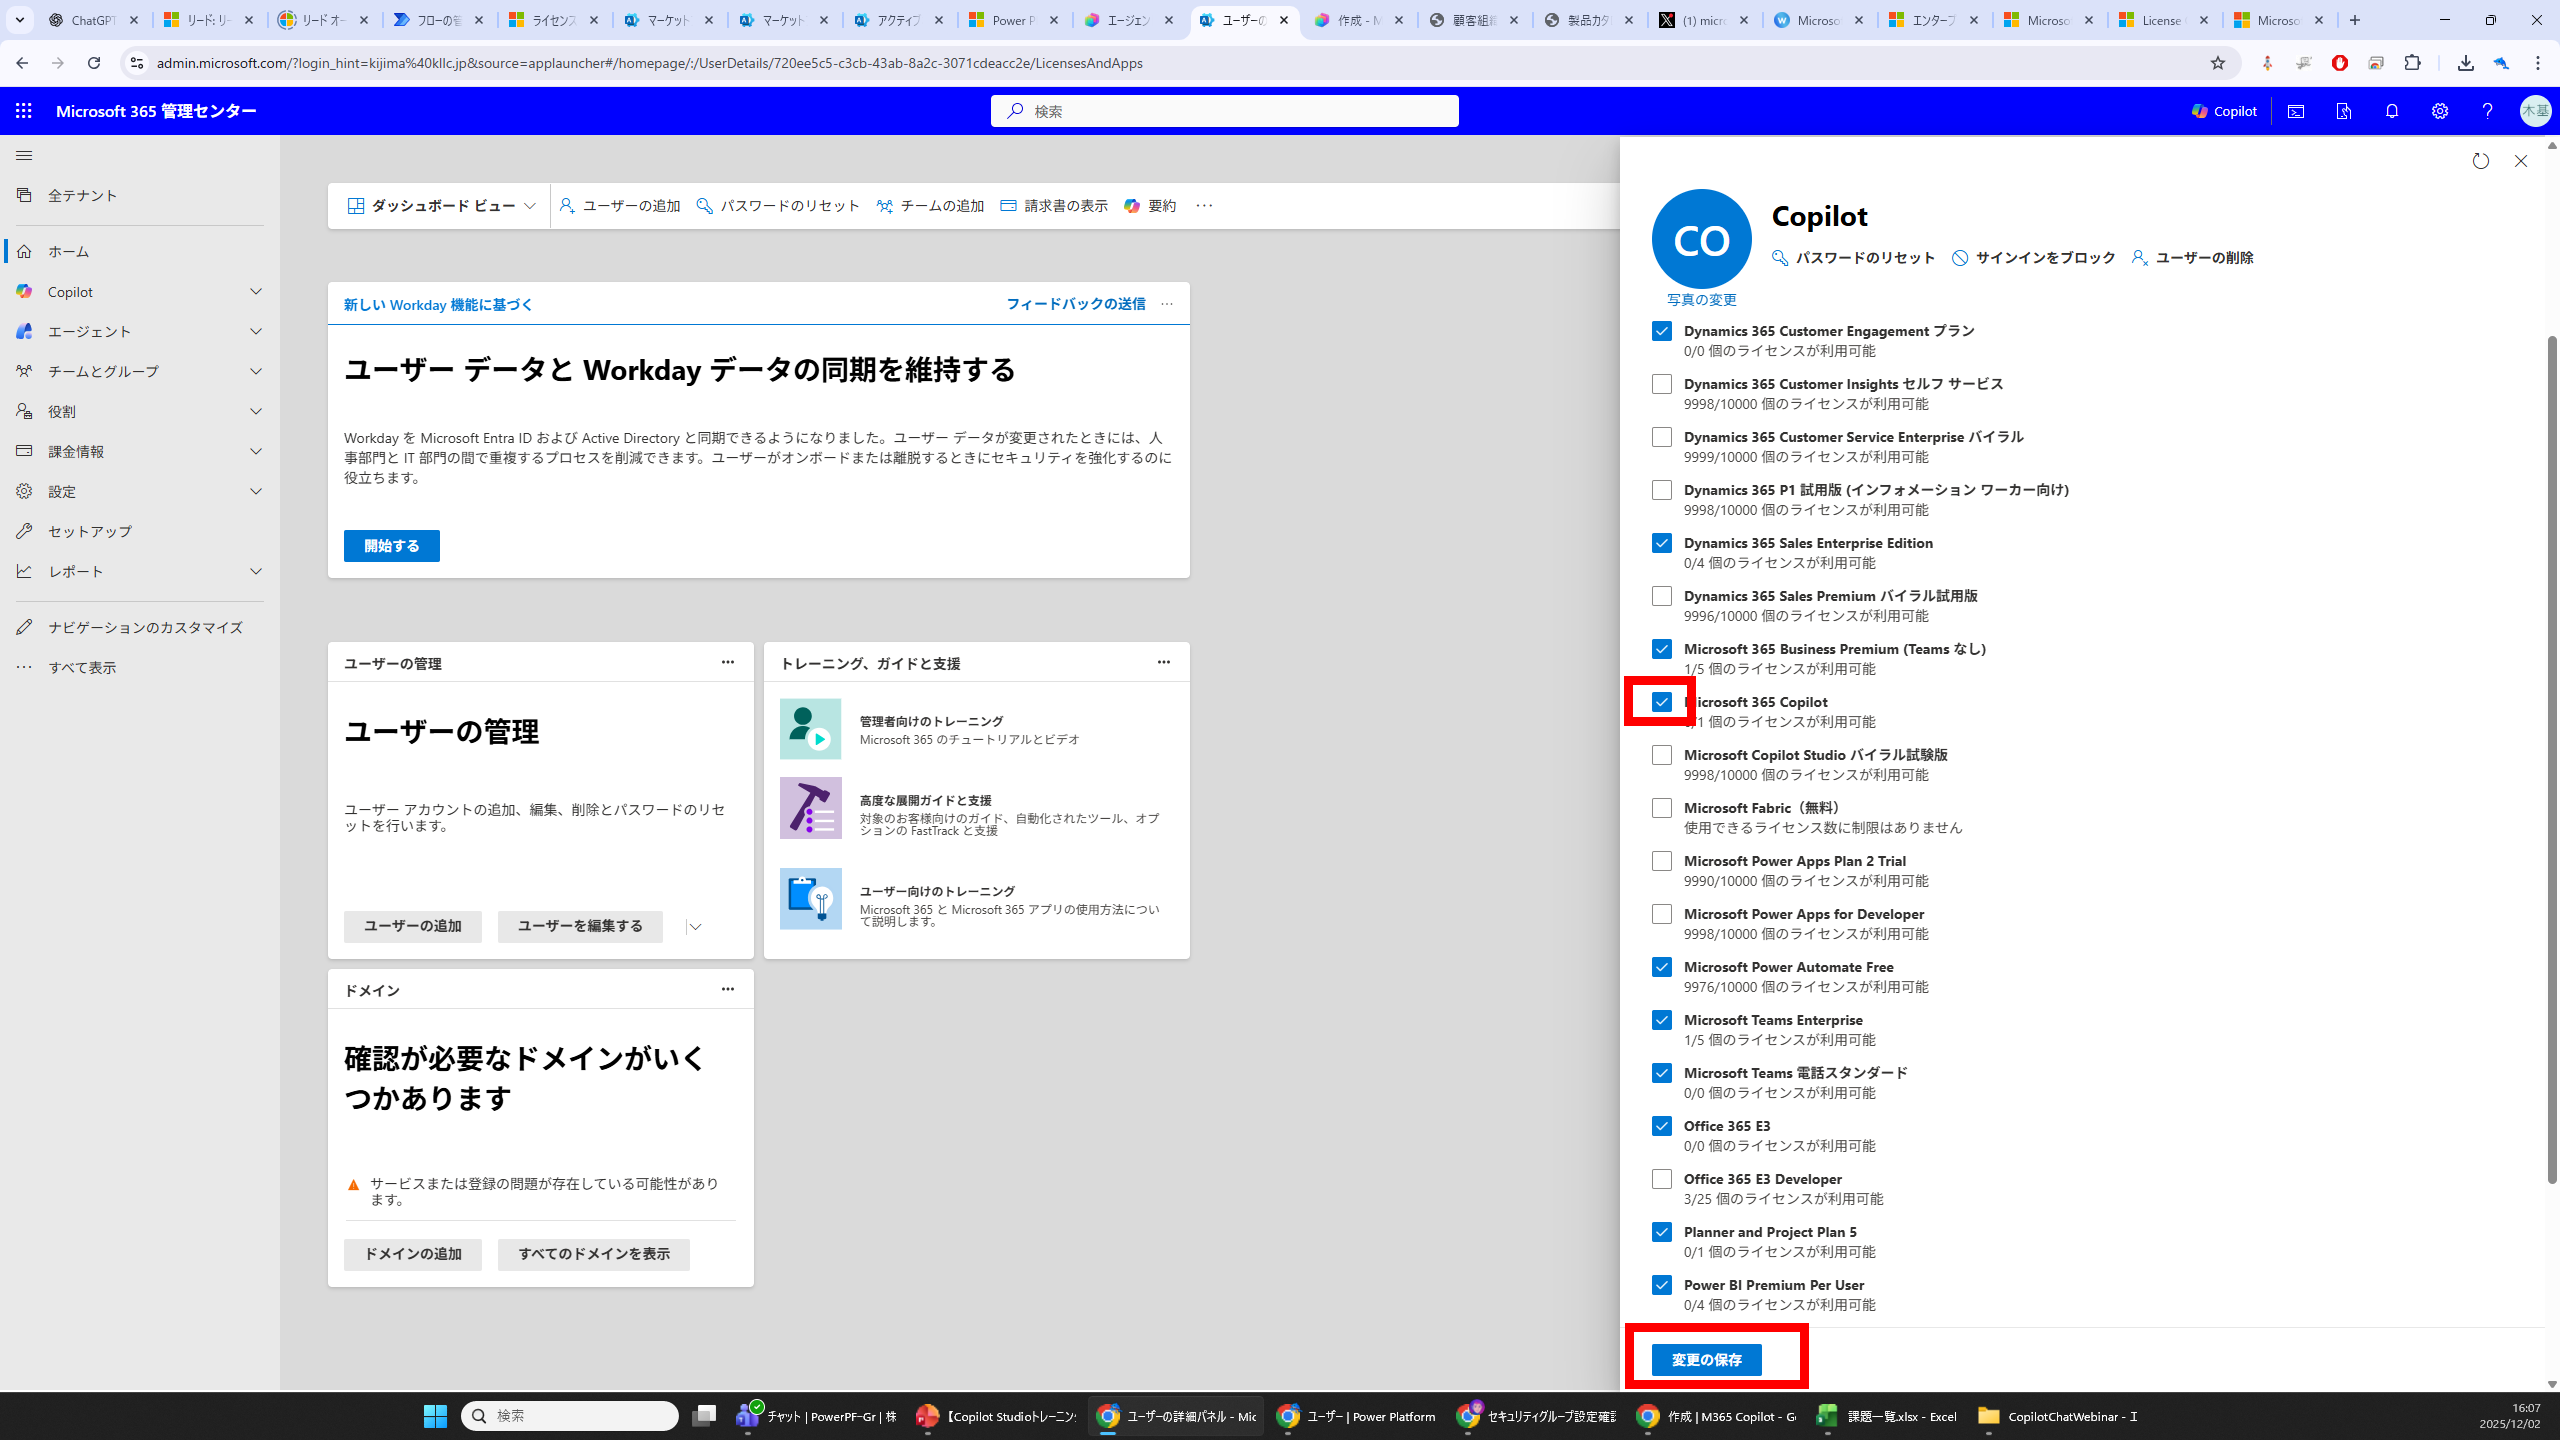 ChatGPT
リード: リー
リード オー
フローの管
ライセンス
マーケット
マーケット
アクティブ
Power P
エージェン
ユーザーの
作成 - M
顧客組織
製品カタ
(1) micr
Microso
エンタープ
Microso
License
Microso
admin.microsoft.com/?login_hint=kijima%40kllc.jp&source=applauncher#/homepage/:/UserDetails/720ee5c5-c3cb-43ab-8a2c-3071cdeacc2e/LicensesAndApps
Microsoft 365 管理センター
検索
Copilot
木基
全テナント
ホーム
Copilot
エージェント
チームとグループ
役割
課金情報
設定
セットアップ
レポート
ナビゲーションのカスタマイズ
すべて表示
ダッシュボード ビュー
ユーザーの追加
パスワードのリセット
チームの追加
請求書の表示
要約
新しい Workday 機能に基づく
フィードバックの送信
ユーザー データと Workday データの同期を維持する
Workday を Microsoft Entra ID および Active Directory と同期できるようになりました。ユーザー データが変更されたときには、人
事部門と IT 部門の間で重複するプロセスを削減できます。ユーザーがオンボードまたは離脱するときにセキュリティを強化するのに
役立ちます。
開始する
ユーザーの管理
ユーザーの管理
ユーザー アカウントの追加、編集、削除とパスワードのリセ
ットを行います。
ユーザーの追加
ユーザーを編集する
トレーニング、ガイドと支援
管理者向けのトレーニング
Microsoft 365 のチュートリアルとビデオ
高度な展開ガイドと支援
対象のお客様向けのガイド、自動化されたツール、オプ
ションの FastTrack と支援
ユーザー向けのトレーニング
Microsoft 365 と Microsoft 365 アプリの使用方法につい
て説明します。
ドメイン
確認が必要なドメインがいく
つかあります
サービスまたは登録の問題が存在している可能性があり
ます。
ドメインの追加
すべてのドメインを表示
CO
写真の変更
Copilot
パスワードのリセット
サインインをブロック
ユーザーの削除
Dynamics 365 Customer Engagement プラン
0/0 個のライセンスが利用可能
Dynamics 365 Customer Insights セルフ サービス
9998/10000 個のライセンスが利用可能
Dynamics 365 Customer Service Enterprise バイラル
9999/10000 個のライセンスが利用可能
Dynamics 365 P1 試用版 (インフォメーション ワーカー向け)
9998/10000 個のライセンスが利用可能
Dynamics 365 Sales Enterprise Edition
0/4 個のライセンスが利用可能
Dynamics 365 Sales Premium バイラル試用版
9996/10000 個のライセンスが利用可能
Microsoft 365 Business Premium (Teams なし)
1/5 個のライセンスが利用可能
icrosoft 365 Copilot
/1 個のライセンスが利用可能
Microsoft Copilot Studio バイラル試験版
9998/10000 個のライセンスが利用可能
Microsoft Fabric（無料）
使用できるライセンス数に制限はありません
Microsoft Power Apps Plan 2 Trial
9990/10000 個のライセンスが利用可能
Microsoft Power Apps for Developer
9998/10000 個のライセンスが利用可能
Microsoft Power Automate Free
9976/10000 個のライセンスが利用可能
Microsoft Teams Enterprise
1/5 個のライセンスが利用可能
Microsoft Teams 電話スタンダード
0/0 個のライセンスが利用可能
Office 365 E3
0/0 個のライセンスが利用可能
Office 365 E3 Developer
3/25 個のライセンスが利用可能
Planner and Project Plan 5
0/1 個のライセンスが利用可能
Power BI Premium Per User
0/4 個のライセンスが利用可能
変更の保存
検索
チャット | PowerPF-Gr | 株
【Copilot Studioトレーニング
ユーザーの詳細パネル - Mic
ユーザー | Power Platform
セキュリティグループ設定確認
作成 | M365 Copilot - Go
課題一覧.xlsx - Excel
CopilotChatWebinar - エ
16:07
2025/12/02